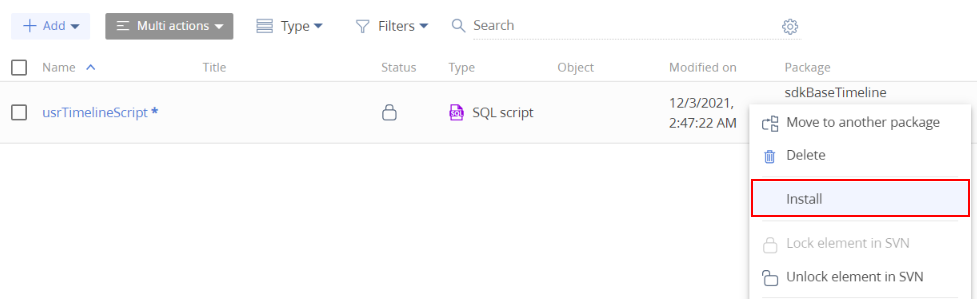 Add Multi actions Type Filters Search
Name Title Status Type Object Modified on Package
sdkBaseTimeline
usrTimelineScript * SQL SQL script 12/3/2021,
2:47:22 AM
Move to another package
Delete
Install
Lock element in SVN
Unlock element in SVN